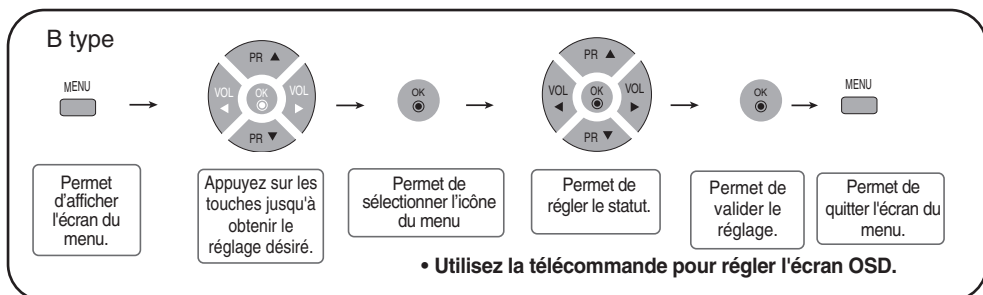 B type
MENU
PR ▲
VOL ◄
OK
VOL ►
PR ▼
OK
PR ▲
VOL ◄
OK
VOL ►
PR ▼
OK
MENU
Permet
d'afficher
l'écran du
menu.
Appuyez sur les
touches jusqu'à
obtenir le
réglage désiré.
Permet de
sélectionner l'icône
du menu
Permet de
régler le statut.
Permet de
valider le
réglage.
Permet de
quitter l'écran du
menu.
• Utilisez la télécommande pour régler l'écran OSD.